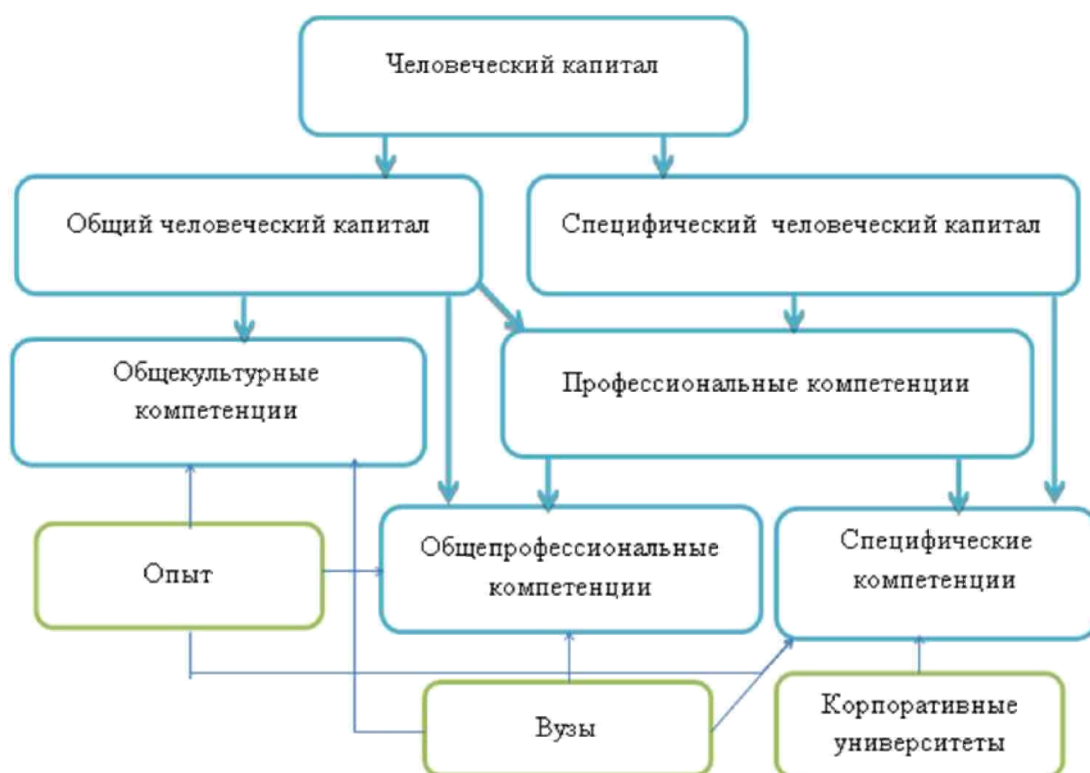 Человеческий капитал
Общий человеческий капитал
Специфический человеческий капитал
Общекультурные
компетенции
Профессиональные компетенции
Опыт
Общепрофессиональные
компетенции
Специфические
компетенции
Вузы
Корпоративные
университеты